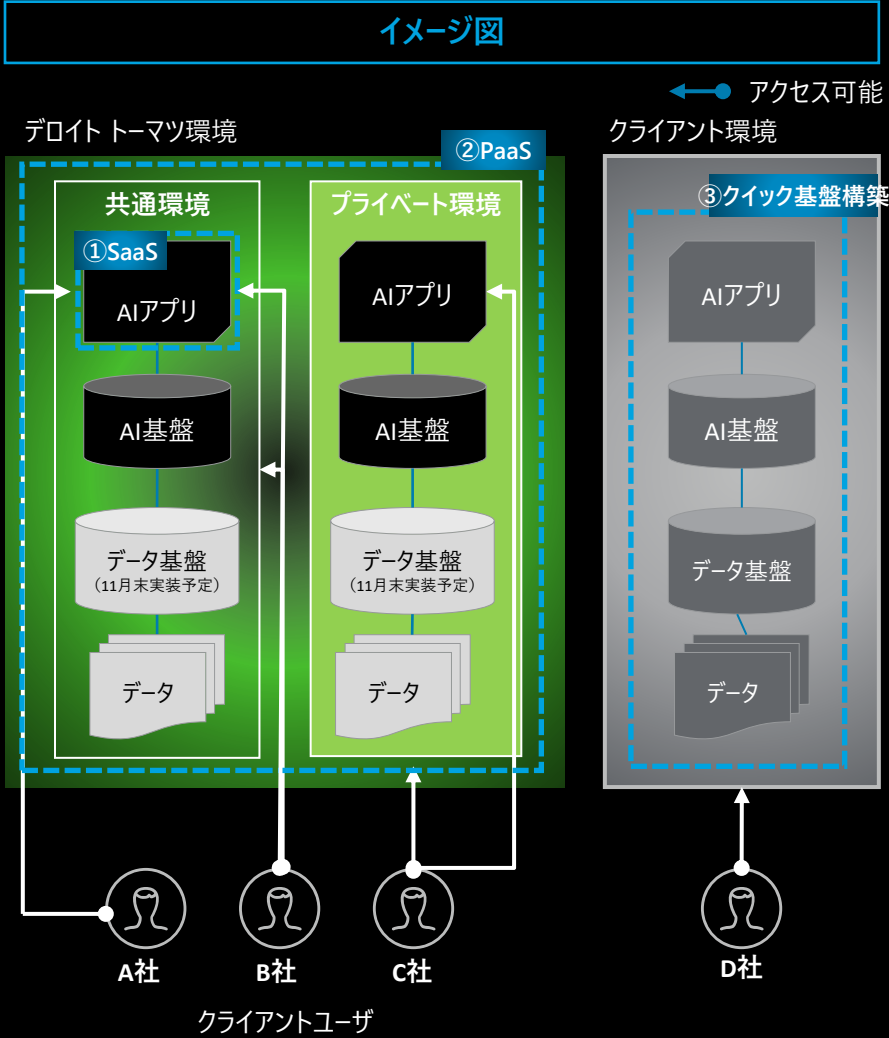 イメージ図
アクセス可能
デロイト トーマツ環境
クライアント環境
②PaaS
共通環境
プライベート環境
③クイック基盤構築
①SaaS
AIアプリ
AIアプリ
AIアプリ
AI基盤
AI基盤
AI基盤
データ基盤
（11月末実装予定）
データ基盤
（11月末実装予定）
データ基盤
データ
データ
データ
A社
B社
C社
D社
クライアントユーザ